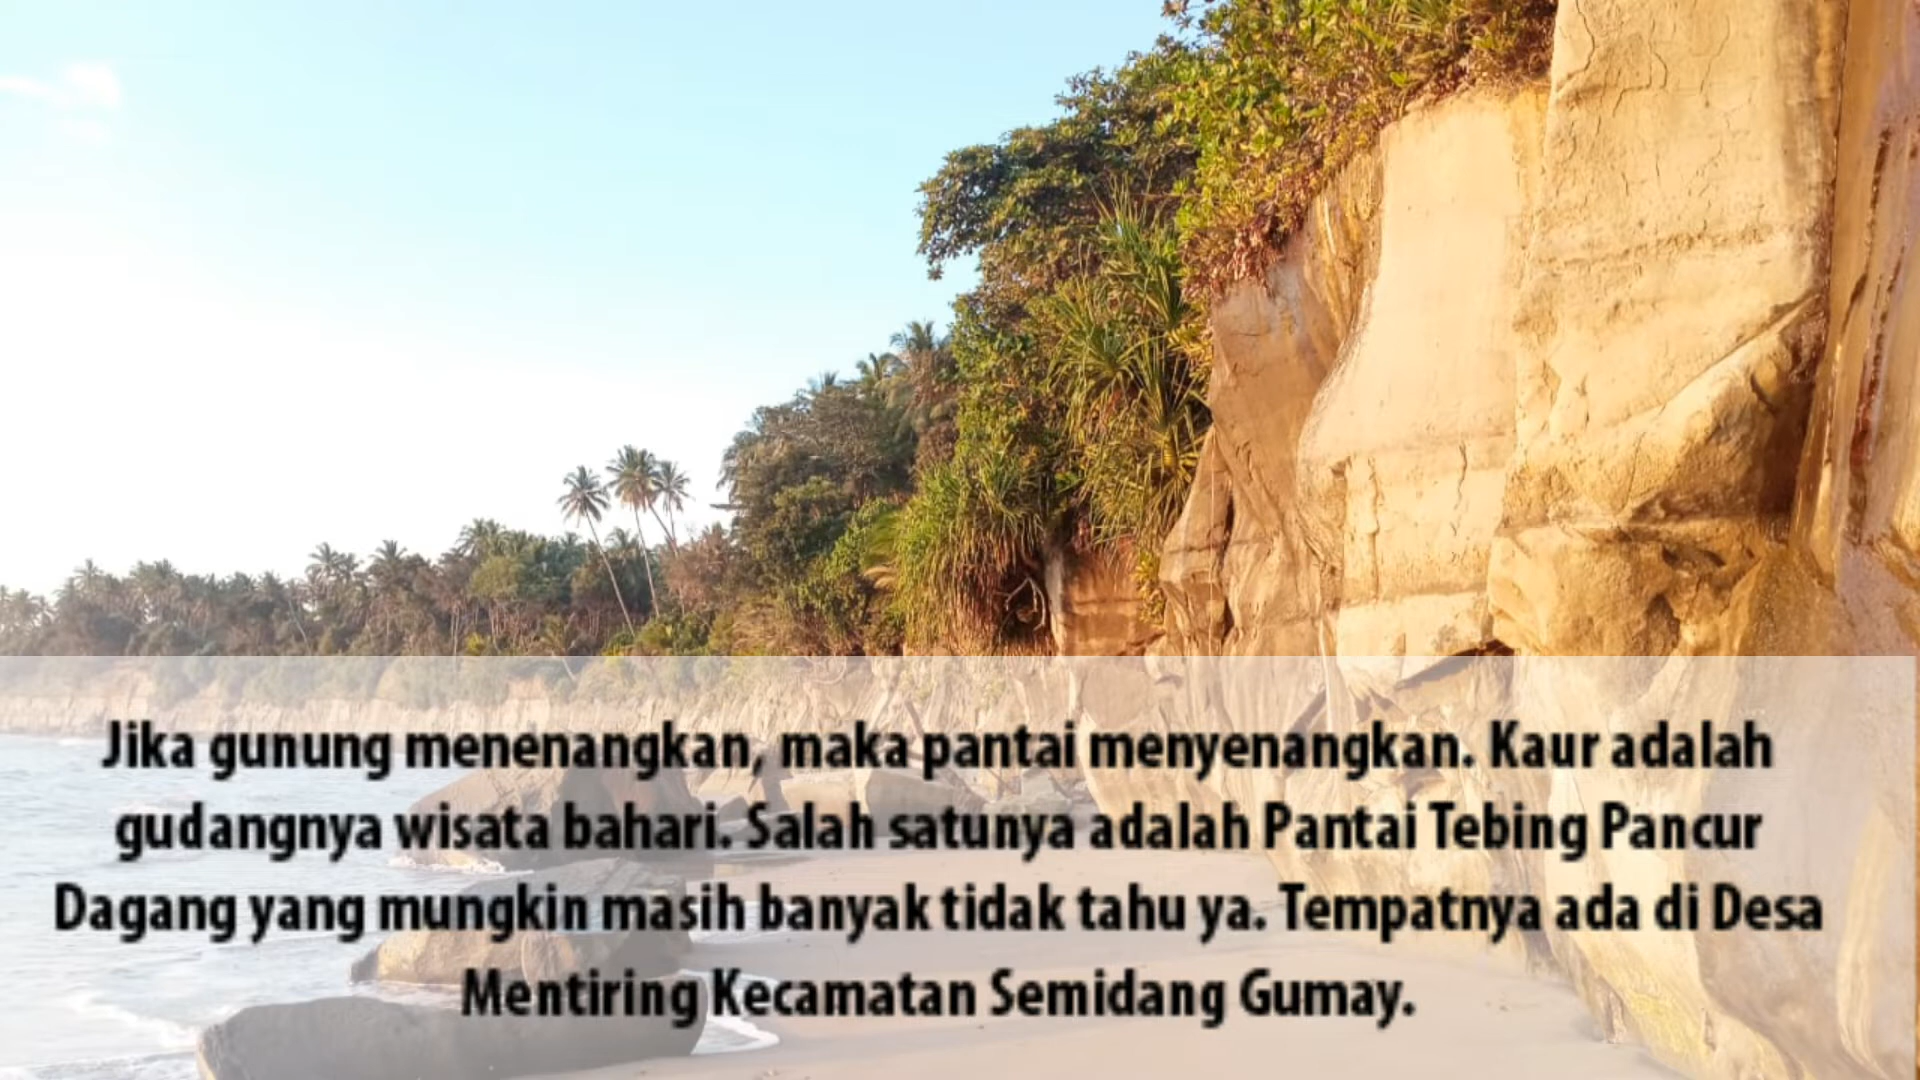 Jika gunung menenangkan, maka pantai menyenangkan. Kaur adalah
gudangnya wisata bahari. Salah satunya adalah Pantai Tebing Pancur
Dagang yang mungkin masih banyak tidak tahu ya. Tempatnya ada di Desa
Mentiring Kecamatan Semidang Gumay.